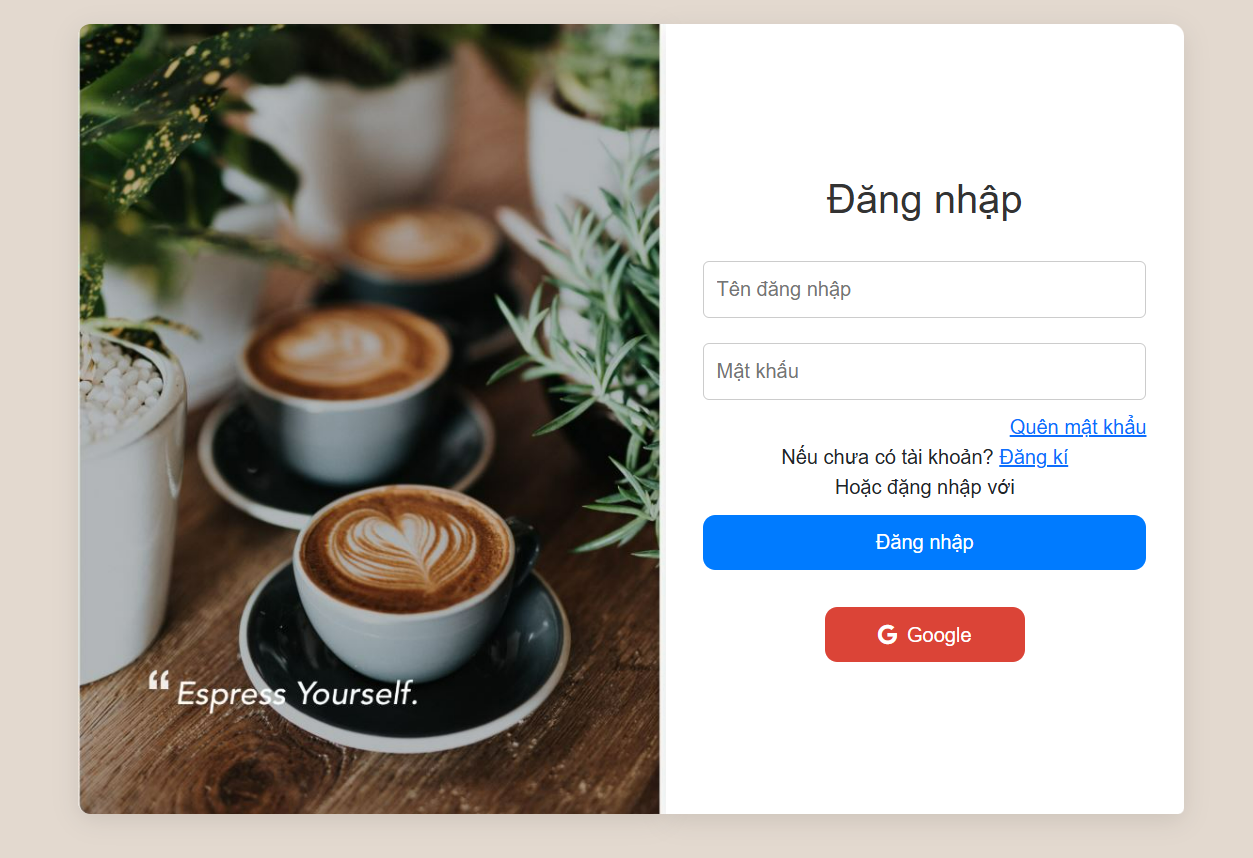 “ Espress Yourself.
Đăng nhập
Tên đăng nhập
Mật khấu
Quên mật khẩu
Nếu chưa có tài khoản? Đăng kí
Hoặc đặng nhập với
Đăng nhập
Google